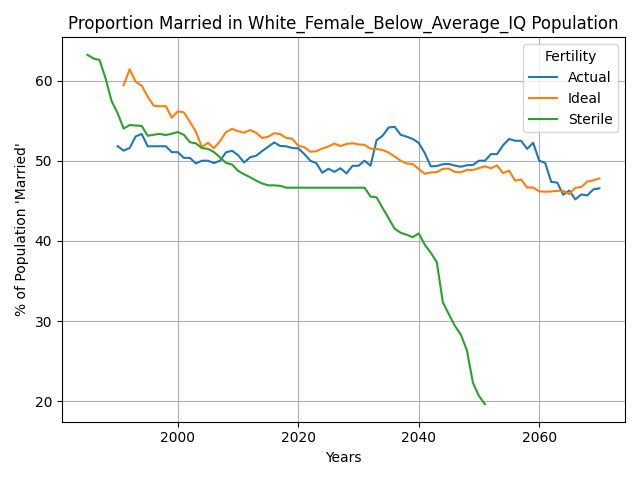 Proportion Married in White_Female_Below_Average_IQ Population
Fertility
Actual
Ideal
Sterile
% of Population 'Married'
60
50
40
30
20
2000
2020
2040
2060
Years